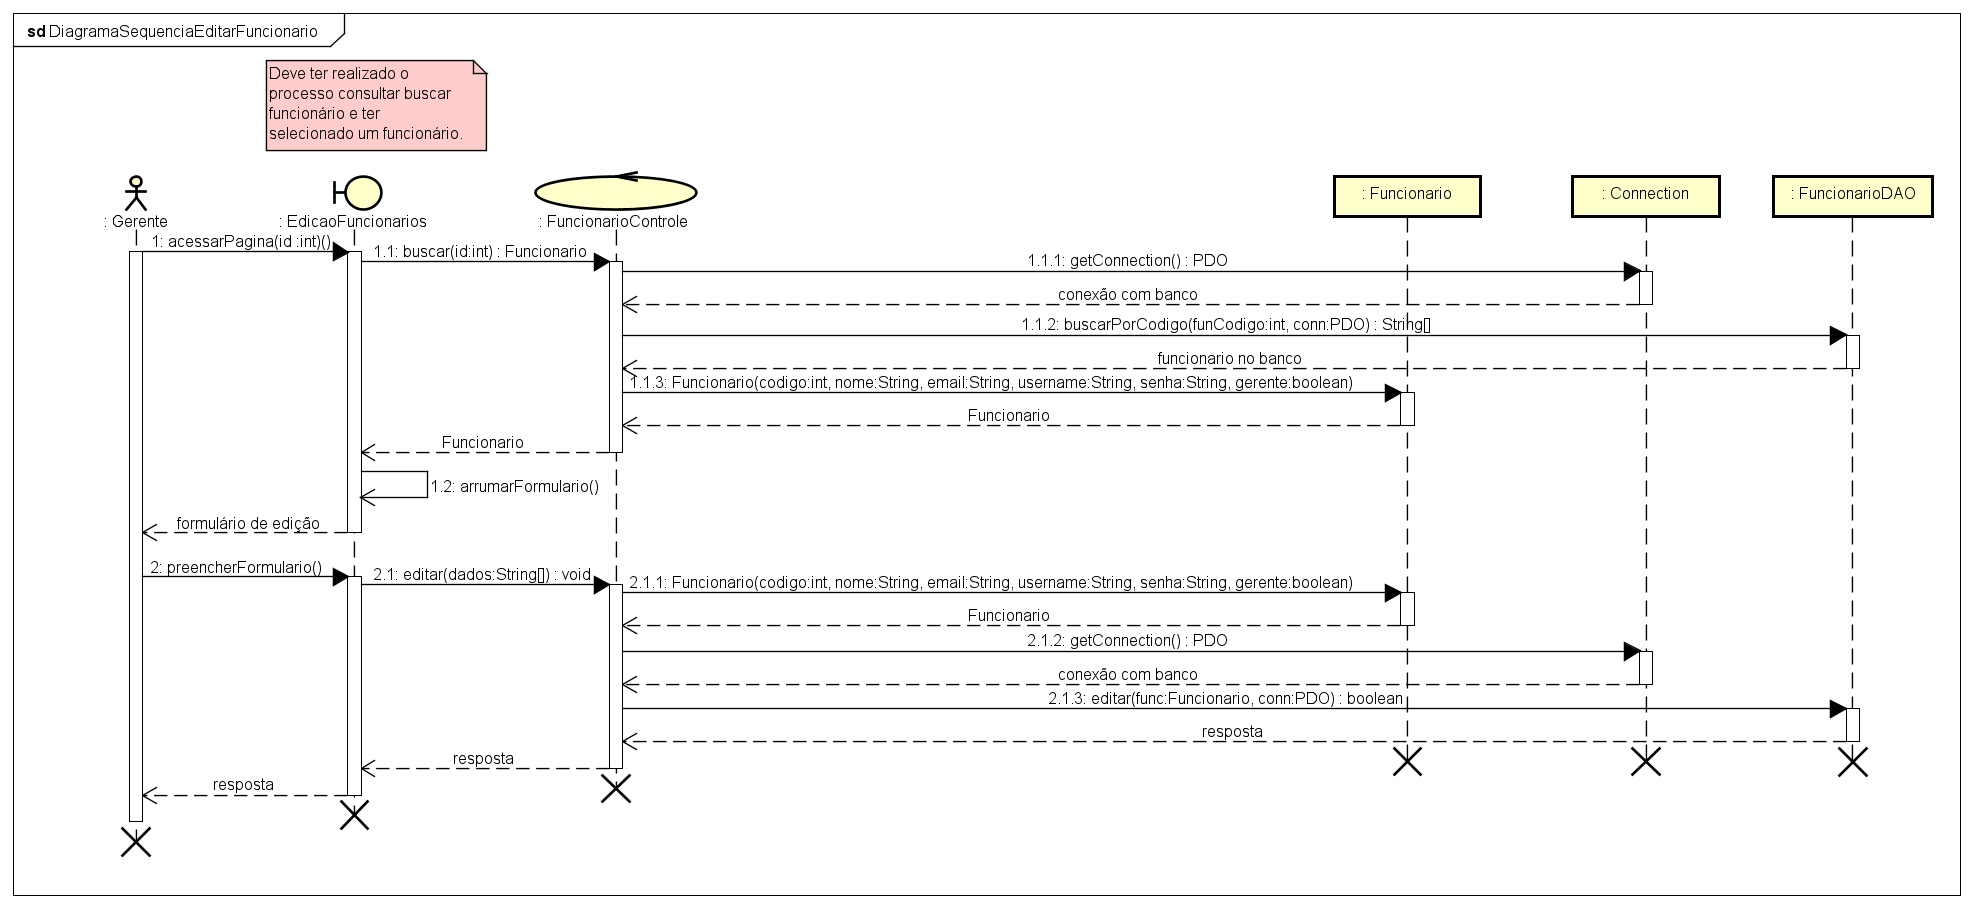 sd DiagramaSequenciaEditarFuncionario
Deve ter realizado o
processo consultar buscar
funcionário e ter
selecionado um funcionário.
: Gerente
: EdicaoFuncionarios
: FuncionarioControle
: Funcionario
: Connection
: FuncionarioDAO
1: acessarPagina(id :int)()
1.1: buscar(id:int) : Funcionario
1.1.1: getConnection() : PDO
conexão com banco
1.1.2: buscarPorCodigo(funCodigo:int, conn:PDO) : String[]
funcionario no banco
1.1.3: Funcionario(codigo:int, nome:String, email:String, username:String, senha:String, gerente:boolean)
Funcionario
Funcionario
1.2: arrumarFormulario()
formulário de edição
2: preencherFormulario()
2.1: editar(dados:String[]) : void
2.1.1: Funcionario(codigo:int, nome:String, email:String, username:String, senha:String, gerente:boolean)
Funcionario
2.1.2: getConnection() : PDO
conexão com banco
2.1.3: editar(func:Funcionario, conn:PDO) : boolean
resposta
resposta
resposta